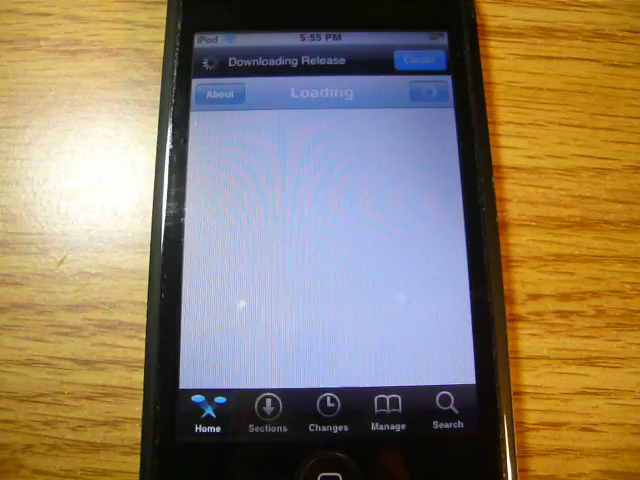 iPod 5:55 PM
Downloading Release Cancel
About Loading
Home Sections Changes Manage Search